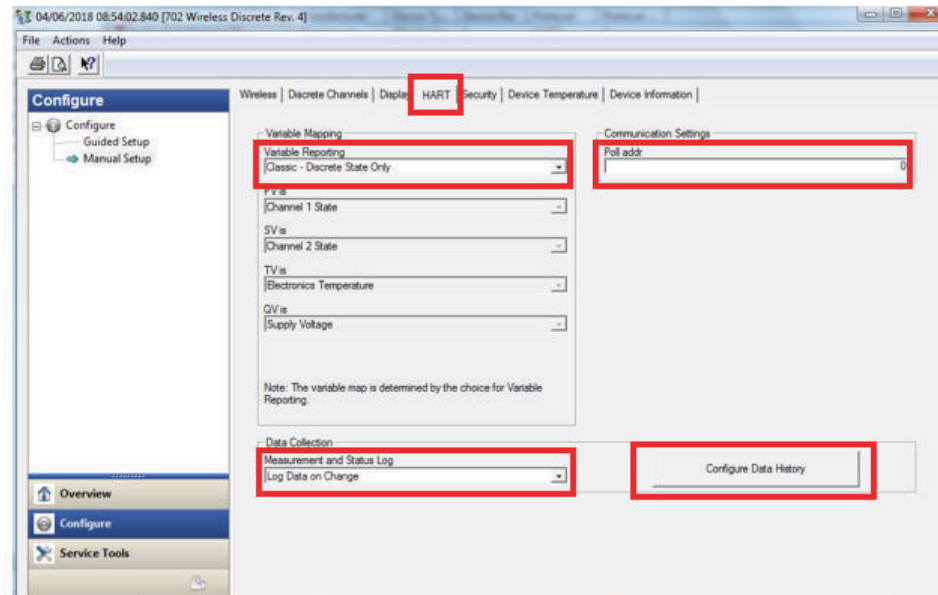 04/06/2018 08:54:02.840 [702 Wireless Discrete Rev. 4]
File Actions Help
Configure
Configure
Guided Setup
Manual Setup
Overview
Configure
Service Tools
Wireless Discrete Channels Display HART Security Device Temperature Device Information
Variable Mapping
Variable Reporting
Classic - Discrete State Only
PV is
Channel 1 State
SV is
Channel 2 State
TV is
Electronics Temperature
QV is
Supply Voltage
Note: The variable map is determined by the choice for Variable
Reporting.
Communication Settings
Poll addr
0
Data Collection
Measurement and Status Log
Log Data on Change
Configure Data History